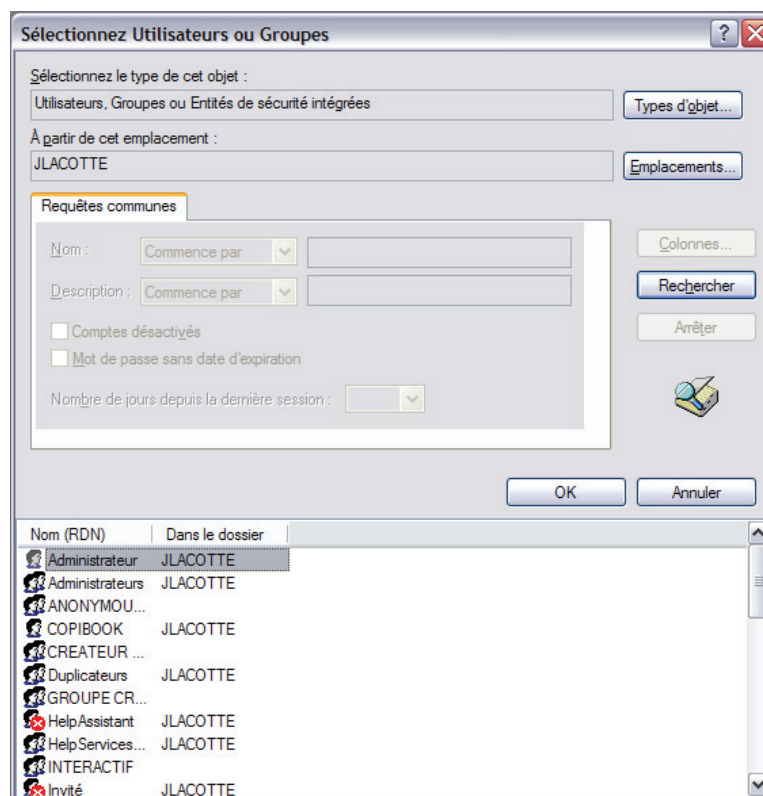 Sélectionnez Utilisateurs ou Groupes
Sélectionnez le type de cet objet :
Utilisateurs, Groupes ou Entités de sécurité intégrées
Types d'objet...
À partir de cet emplacement :
JLACOTTE
Emplacements...
Requêtes communes
Nom : Commence par
Colonnes...
Description : Commence par
Rechercher
Comptes désactivés
Arrêter
Mot de passe sans date d'expiration
Nombre de jours depuis la dernière session :
OK Annuler
Nom (RDN) Dans le dossier
Administrateur JLACOTTE
Administrateurs JLACOTTE
ANONYMOU...
COPIBOOK JLACOTTE
CREATEUR ...
Duplicateurs JLACOTTE
GROUPE CR...
HelpAssistant JLACOTTE
HelpServices... JLACOTTE
INTERACTIF
Invité JLACOTTE